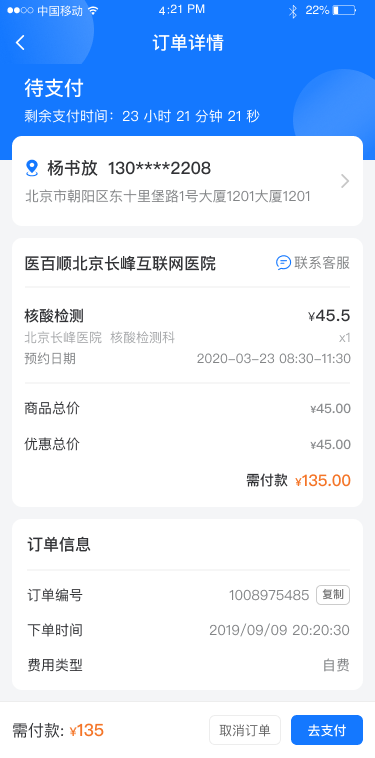 中国移动 4:21 PM 22%
订单详情
待支付
剩余支付时间：23 小时 21 分钟 21 秒
杨书放 130****2208
北京市朝阳区东十里堡路1号大厦1201大厦1201
医百顺北京长峰互联网医院 联系客服
核酸检测 ¥45.5
北京长峰医院 核酸检测科 x1
预约日期 2020-03-23 08:30-11:30
商品总价 ¥45.00
优惠总价 ¥45.00
需付款 ¥135.00
订单信息
订单编号 1008975485 复制
下单时间 2019/09/09 20:20:30
费用类型 自费
需付款: ¥135 取消订单 去支付